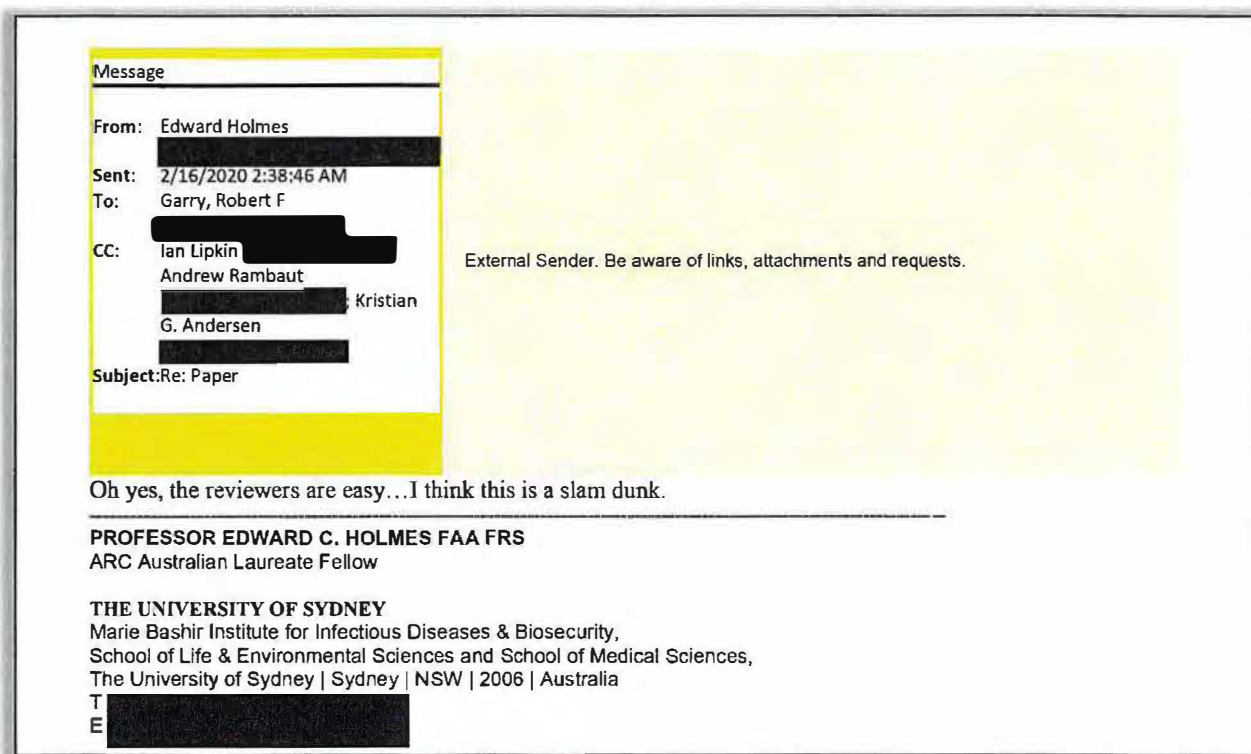 Message
From: Edward Holmes
Sent: 2/16/2020 2:38:46 AM
To: Garry, Robert F
CC: Ian Lipkin
Andrew Rambaut
; Kristian
G. Andersen
Subject:Re: Paper
External Sender. Be aware of links, attachments and requests.
Oh yes, the reviewers are easy…I think this is a slam dunk.
PROFESSOR EDWARD C. HOLMES FAA FRS
ARC Australian Laureate Fellow
THE UNIVERSITY OF SYDNEY
Marie Bashir Institute for Infectious Diseases & Biosecurity,
School of Life & Environmental Sciences and School of Medical Sciences,
The University of Sydney | Sydney | NSW | 2006 | Australia
T
E